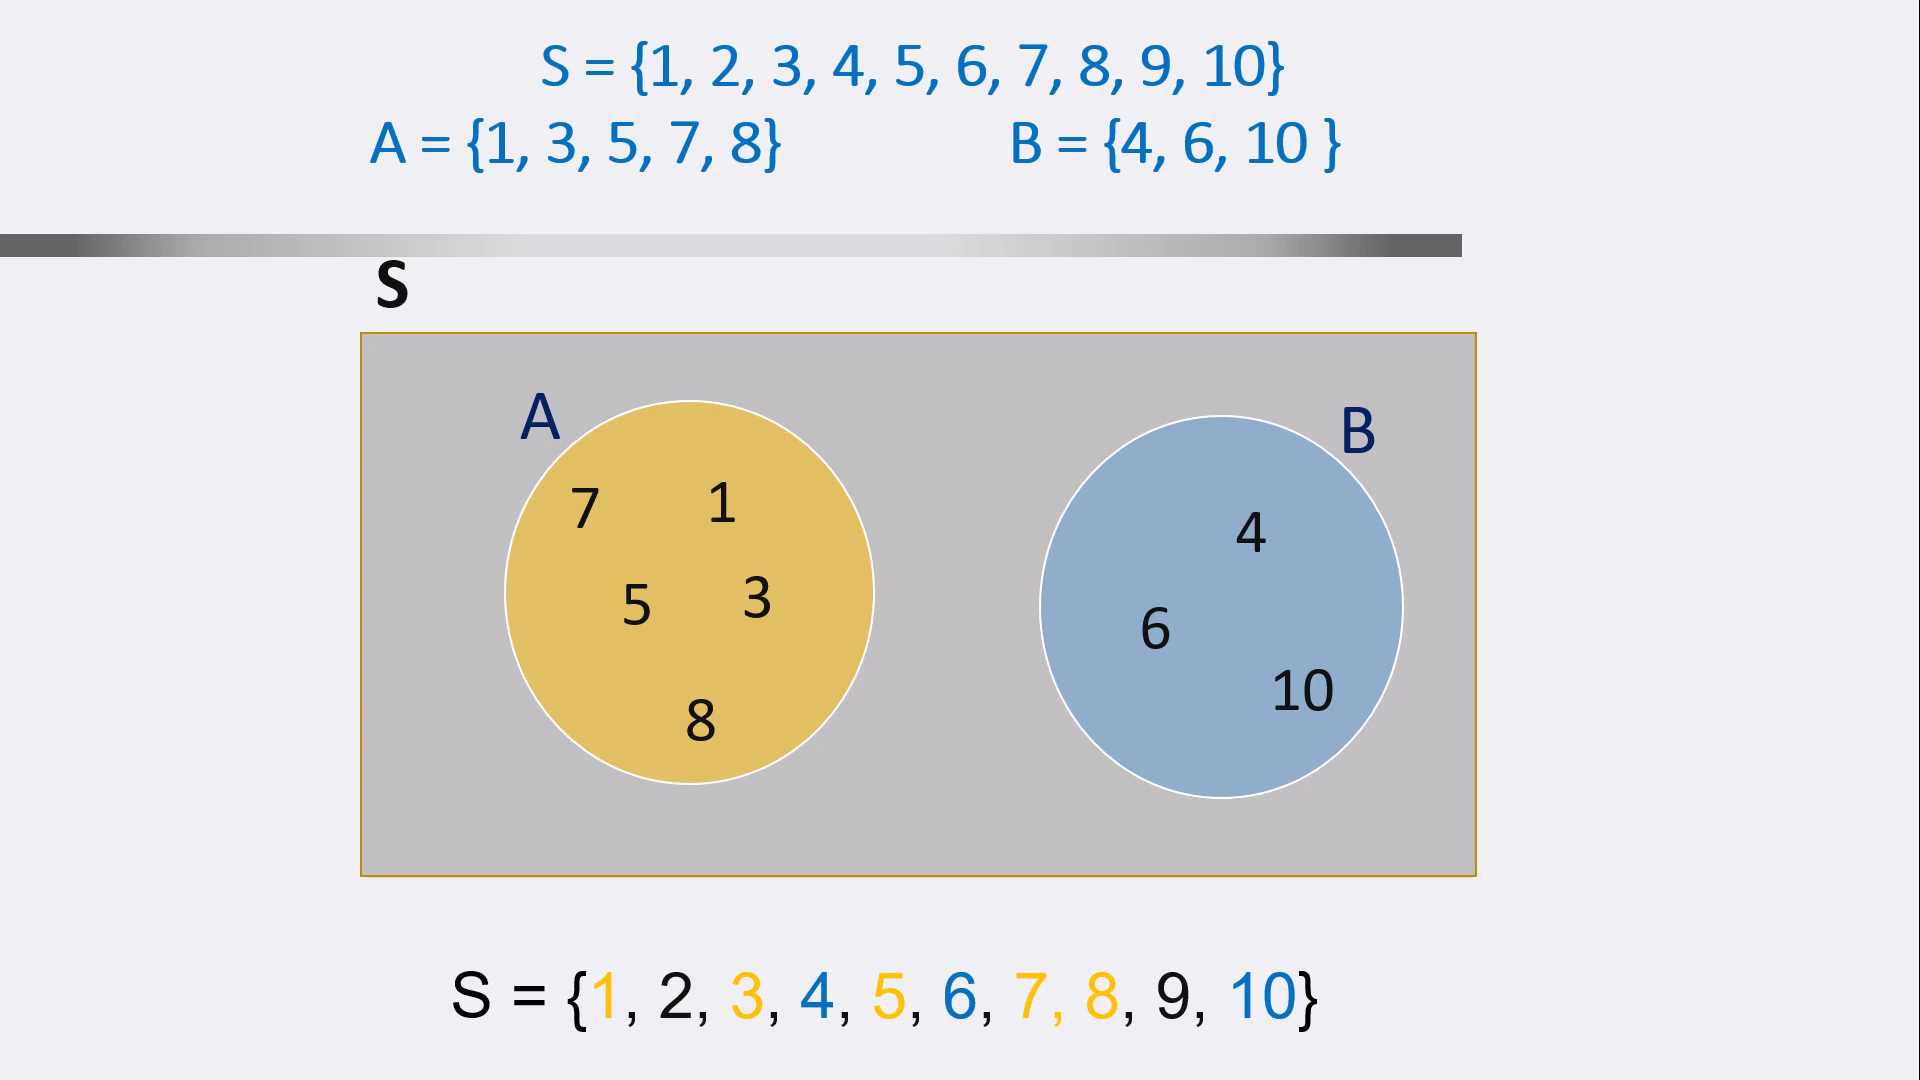 S = {1, 2, 3, 4, 5, 6, 7, 8, 9, 10}
A = {1, 3, 5, 7, 8} B = {4, 6, 10 }
S
A
B
7 1
4
5 3
6
10
8
S = {1, 2, 3, 4, 5, 6, 7, 8, 9, 10}